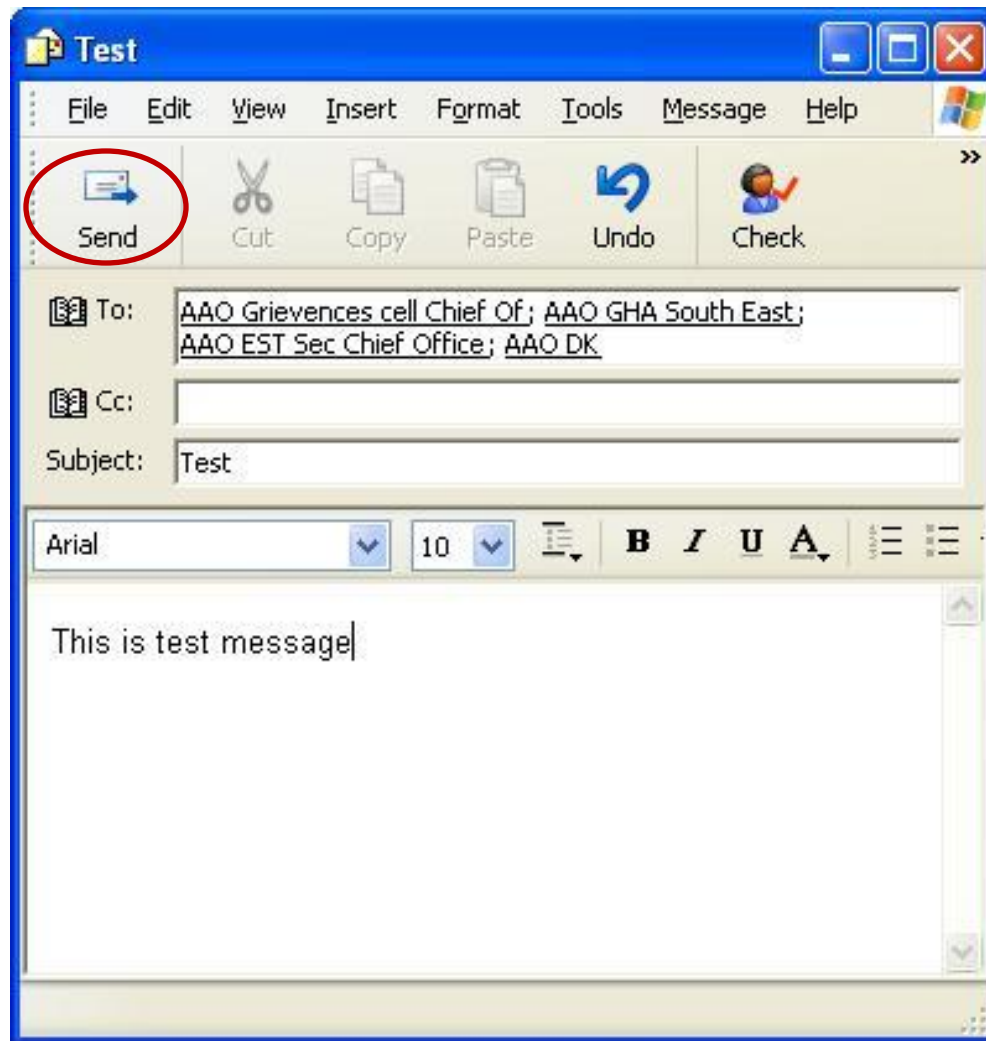 Test
File Edit View Insert Format Tools Message Help
»
Send Cut Copy Paste Undo Check
To: AAO Grievences cell Chief Of; AAO GHA South East;
AAO EST Sec Chief Office; AAO DK
Cc:
Subject: Test
Arial 10 B I U A
This is test message